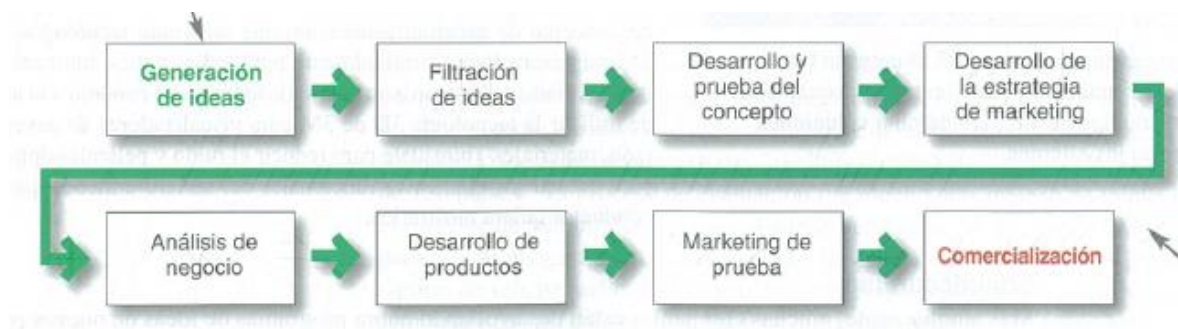 Generación
de ideas
Filtración
de ideas
Desarrollo y
prueba del
concepto
Desarrollo de
la estrategia
de marketing
Análisis de
negocio
Desarrollo de
productos
Marketing de
prueba
Comercialización